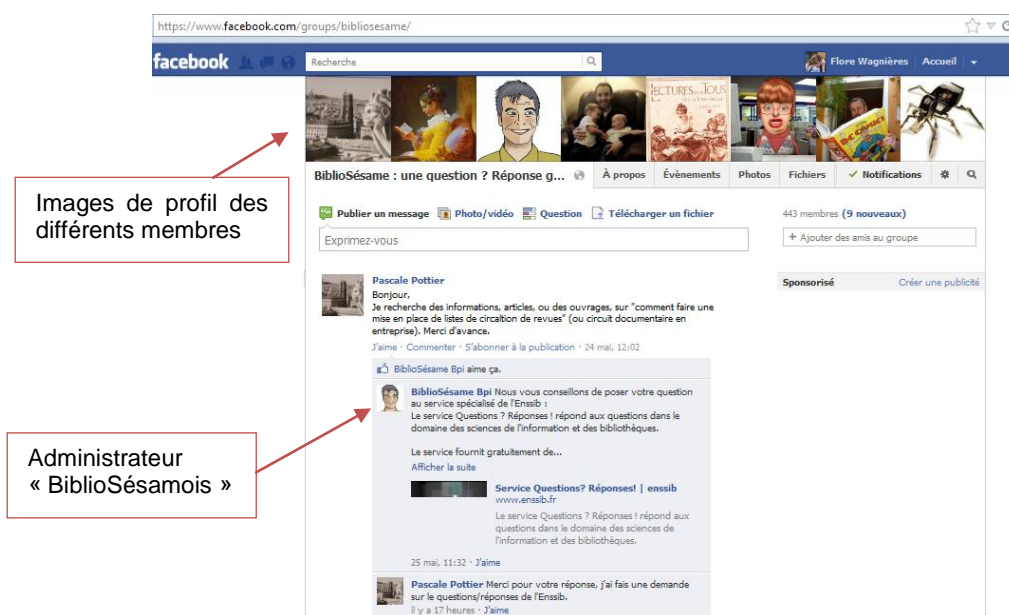 https://www.facebook.com/groups/bibliosesame/
facebook Recherche Flore Wagnières Accueil
LECTURES POUR TOUS
COMICS
BiblioSésame : une question ? Réponse g... À propos Évènements Photos Fichiers Notifications
Images de profil des
différents membres
Publier un message Photo/vidéo Question Télécharger un fichier
443 membres (9 nouveaux)
Exprimez-vous
+ Ajouter des amis au groupe
Sponsorisé Créer une publicité
Pascale Pottier
Bonjour,
Je recherche des informations, articles, ou des ouvrages, sur "comment faire une
mise en place de listes de circaltion de revues" (ou circuit documentaire en
entreprise). Merci d'avance.
J'aime · Commenter · S'abonner à la publication · 24 mai, 12:02
BiblioSésame Bpi aime ça.
Administrateur
« BiblioSésamois »
BiblioSésame Bpi Nous vous conseillons de poser votre question
au service spécialisé de l'Enssib :
Le service Questions ? Réponses ! répond aux questions dans le
domaine des sciences de l'information et des bibliothèques.
Le service fournit gratuitement de...
Afficher la suite
Service Questions? Réponses! | enssib
www.enssib.fr
Le service Questions ? Réponses ! répond aux
questions dans le domaine des sciences de
l'information et des bibliothèques.
25 mai, 11:32 · J'aime
Pascale Pottier Merci pour votre réponse, j'ai fais une demande
sur le questions/réponses de l'Enssib.
il y a 17 heures · J'aime